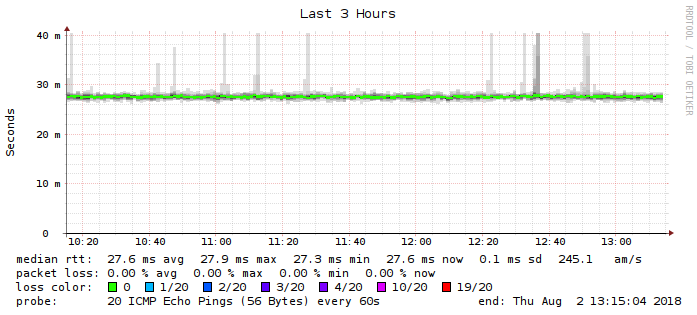 Last 3 Hours
RRDTOOL / TOBI OETIKER
Seconds
40 m
30 m
20 m
10 m
0
10:20 10:40 11:00 11:20 11:40 12:00 12:20 12:40 13:00
median rtt: 27.6 ms avg 27.9 ms max 27.3 ms min 27.6 ms now 0.1 ms sd 245.1 am/s
packet loss: 0.00 % avg 0.00 % max 0.00 % min 0.00 % now
loss color: 0 1/20 2/20 3/20 4/20 10/20 19/20
probe: 20 ICMP Echo Pings (56 Bytes) every 60s end: Thu Aug 2 13:15:04 2018